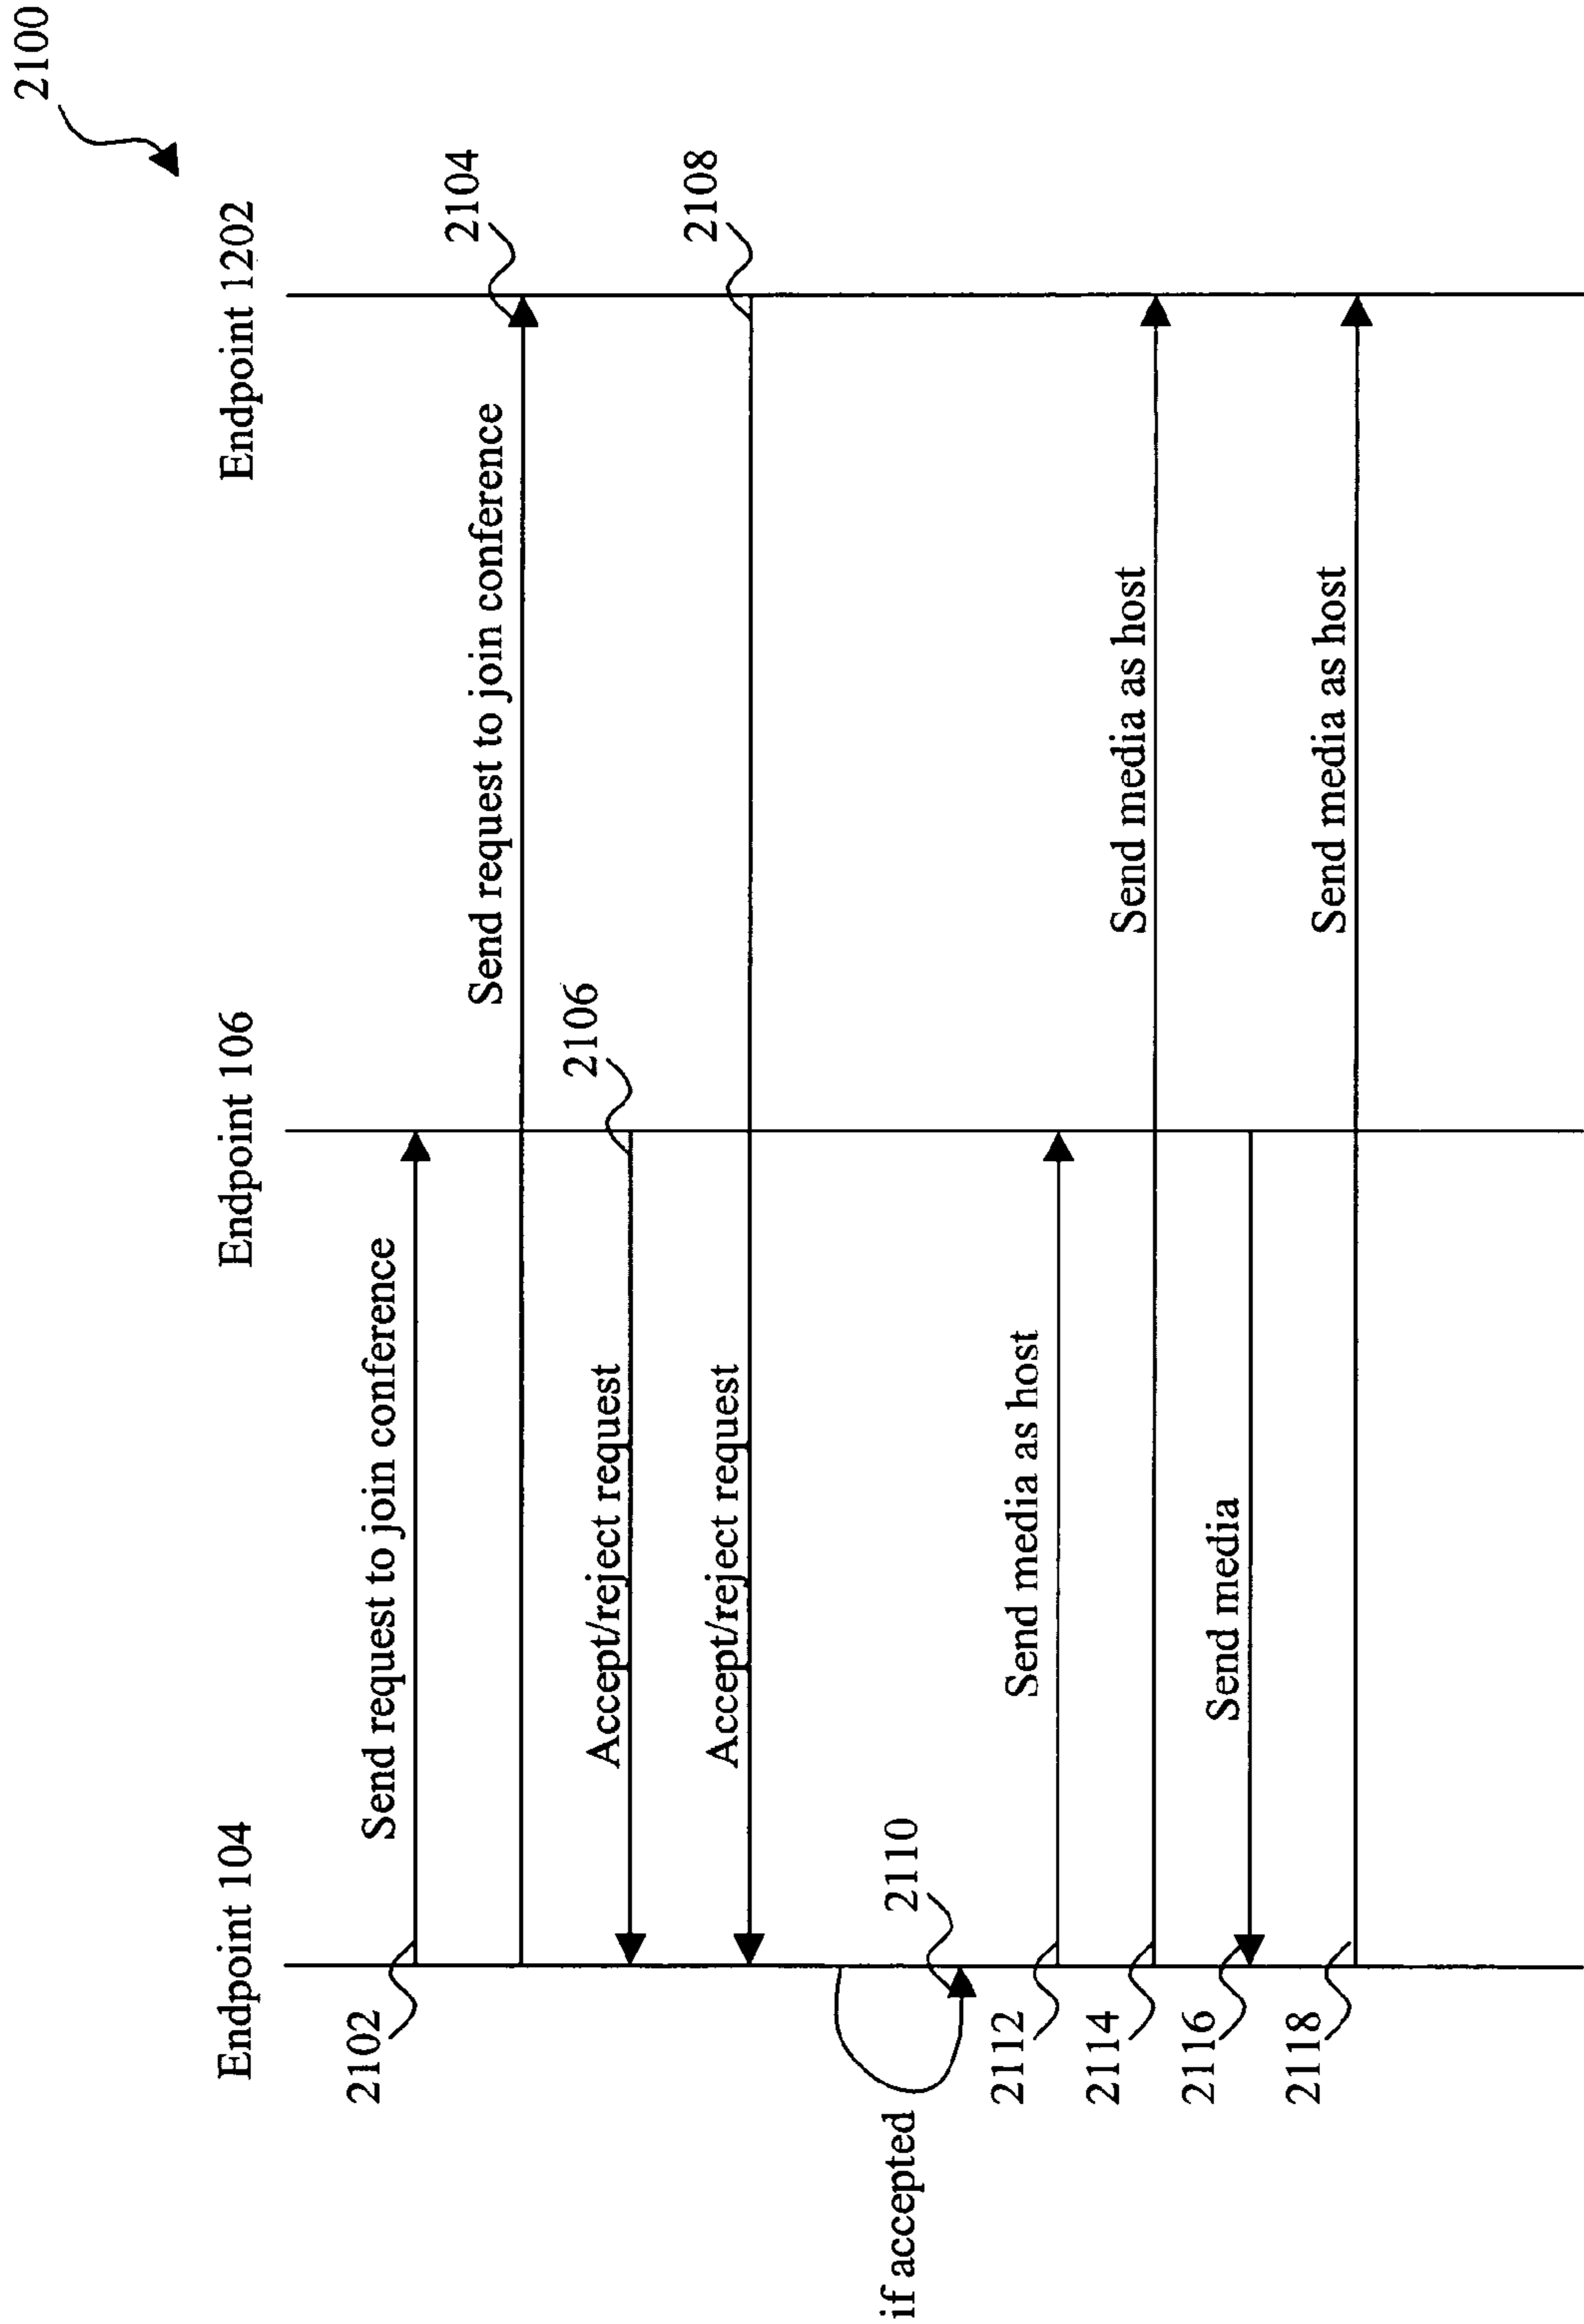 2100
Endpoint 104
Endpoint 106
Endpoint 1202
2102
Send request to join conference
Send request to join conference
2104
Accept/reject request
2106
Accept/reject request
2108
if accepted
2110
2112
Send media as host
2114
Send media as host
2116
Send media
2118
Send media as host